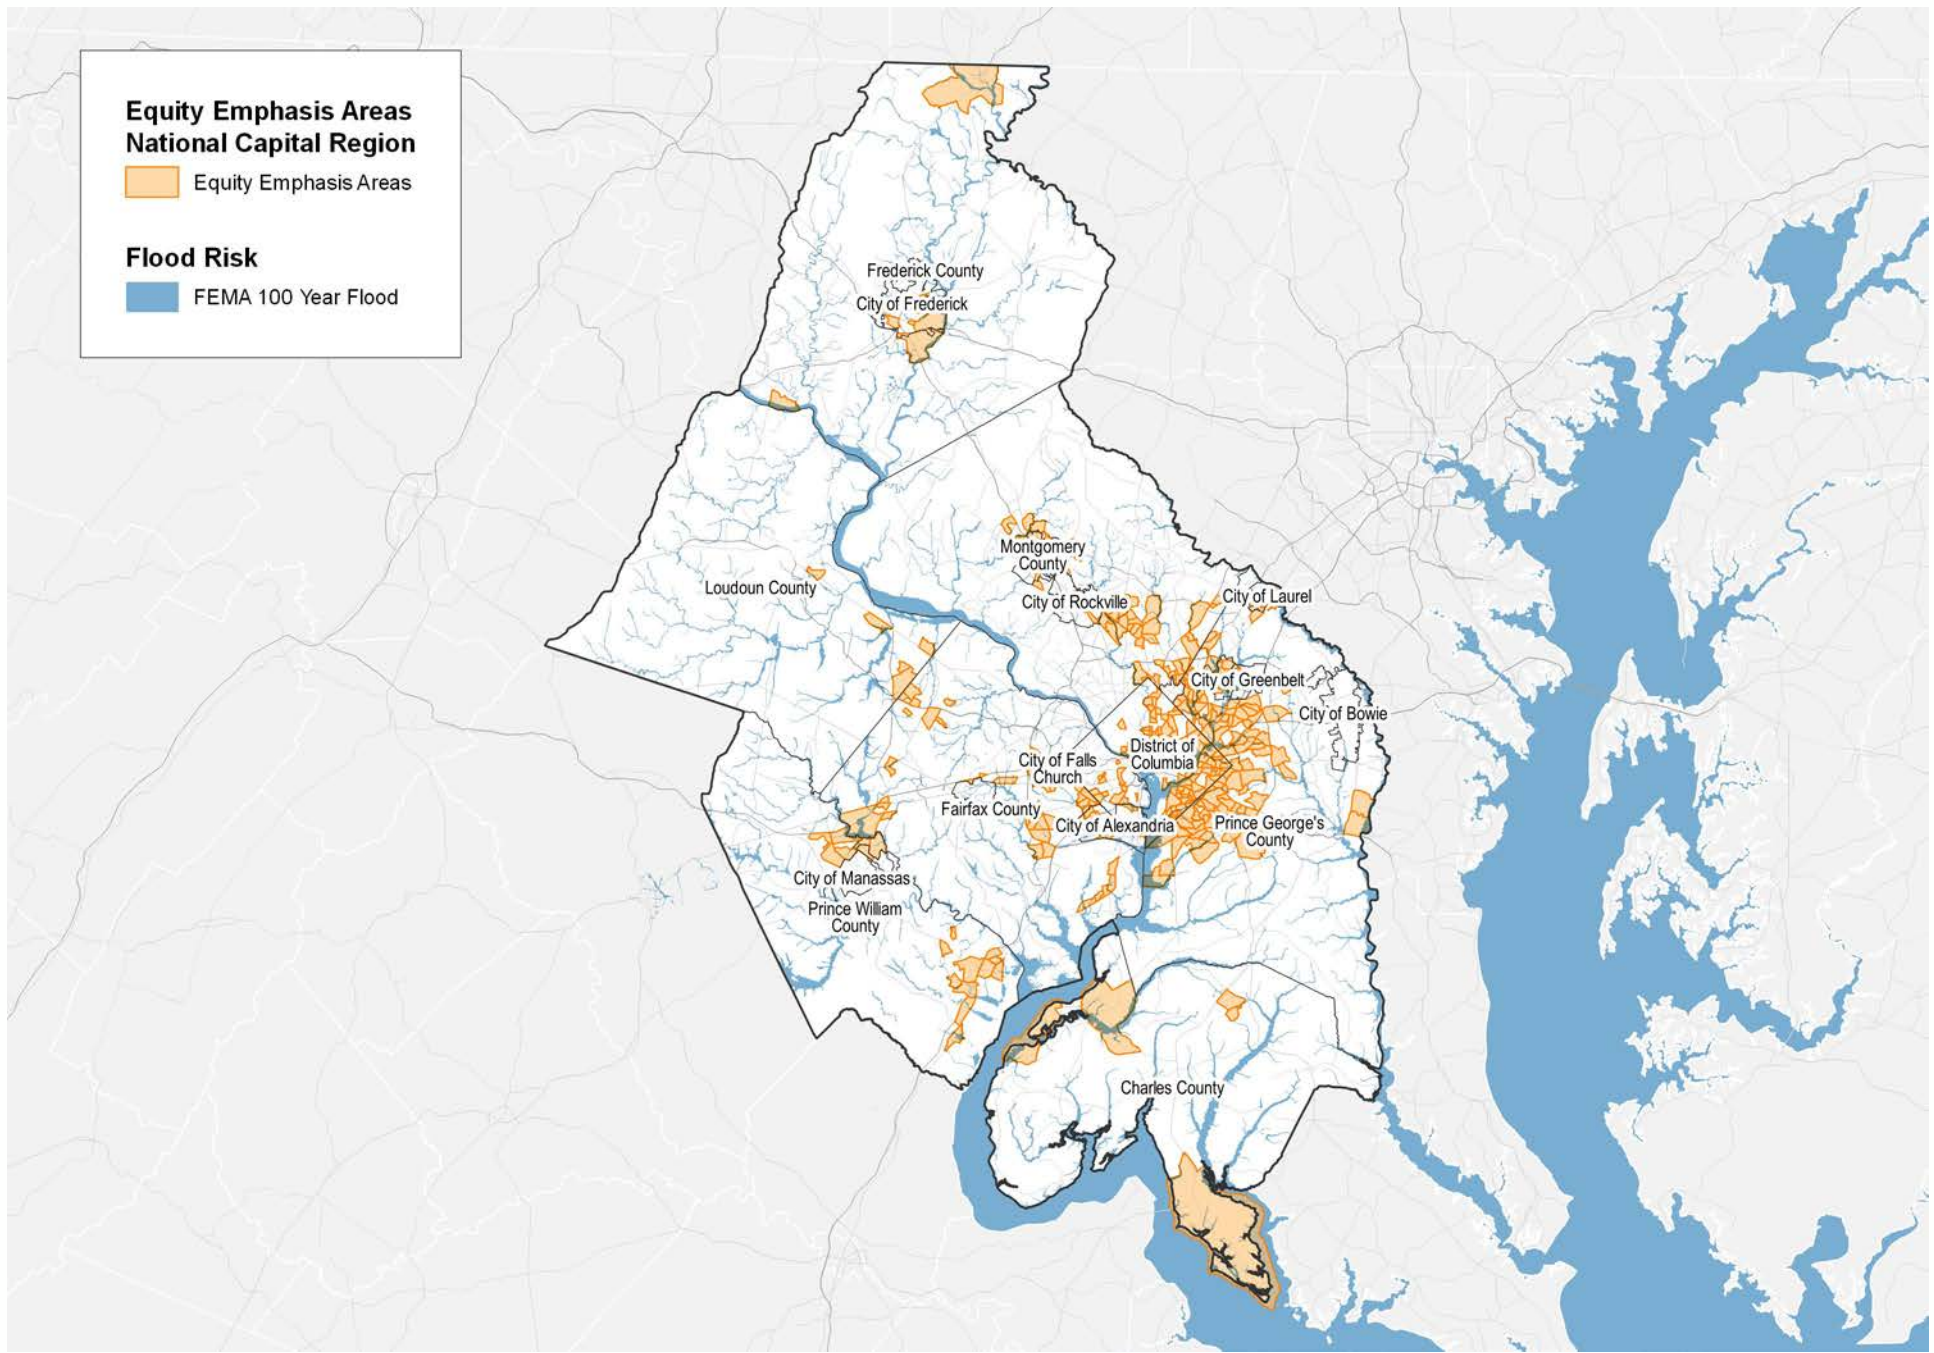 Equity Emphasis Areas
National Capital Region
Equity Emphasis Areas
Flood Risk
FEMA 100 Year Flood
Frederick County
City of Frederick
Montgomery
County
Loudoun County
City of Rockville
City of Laurel
City of Greenbelt
City of Bowie
District of
Columbia
City of Falls
Church
Fairfax County
City of Alexandria
Prince George's
County
City of Manassas
Prince William
County
Charles County